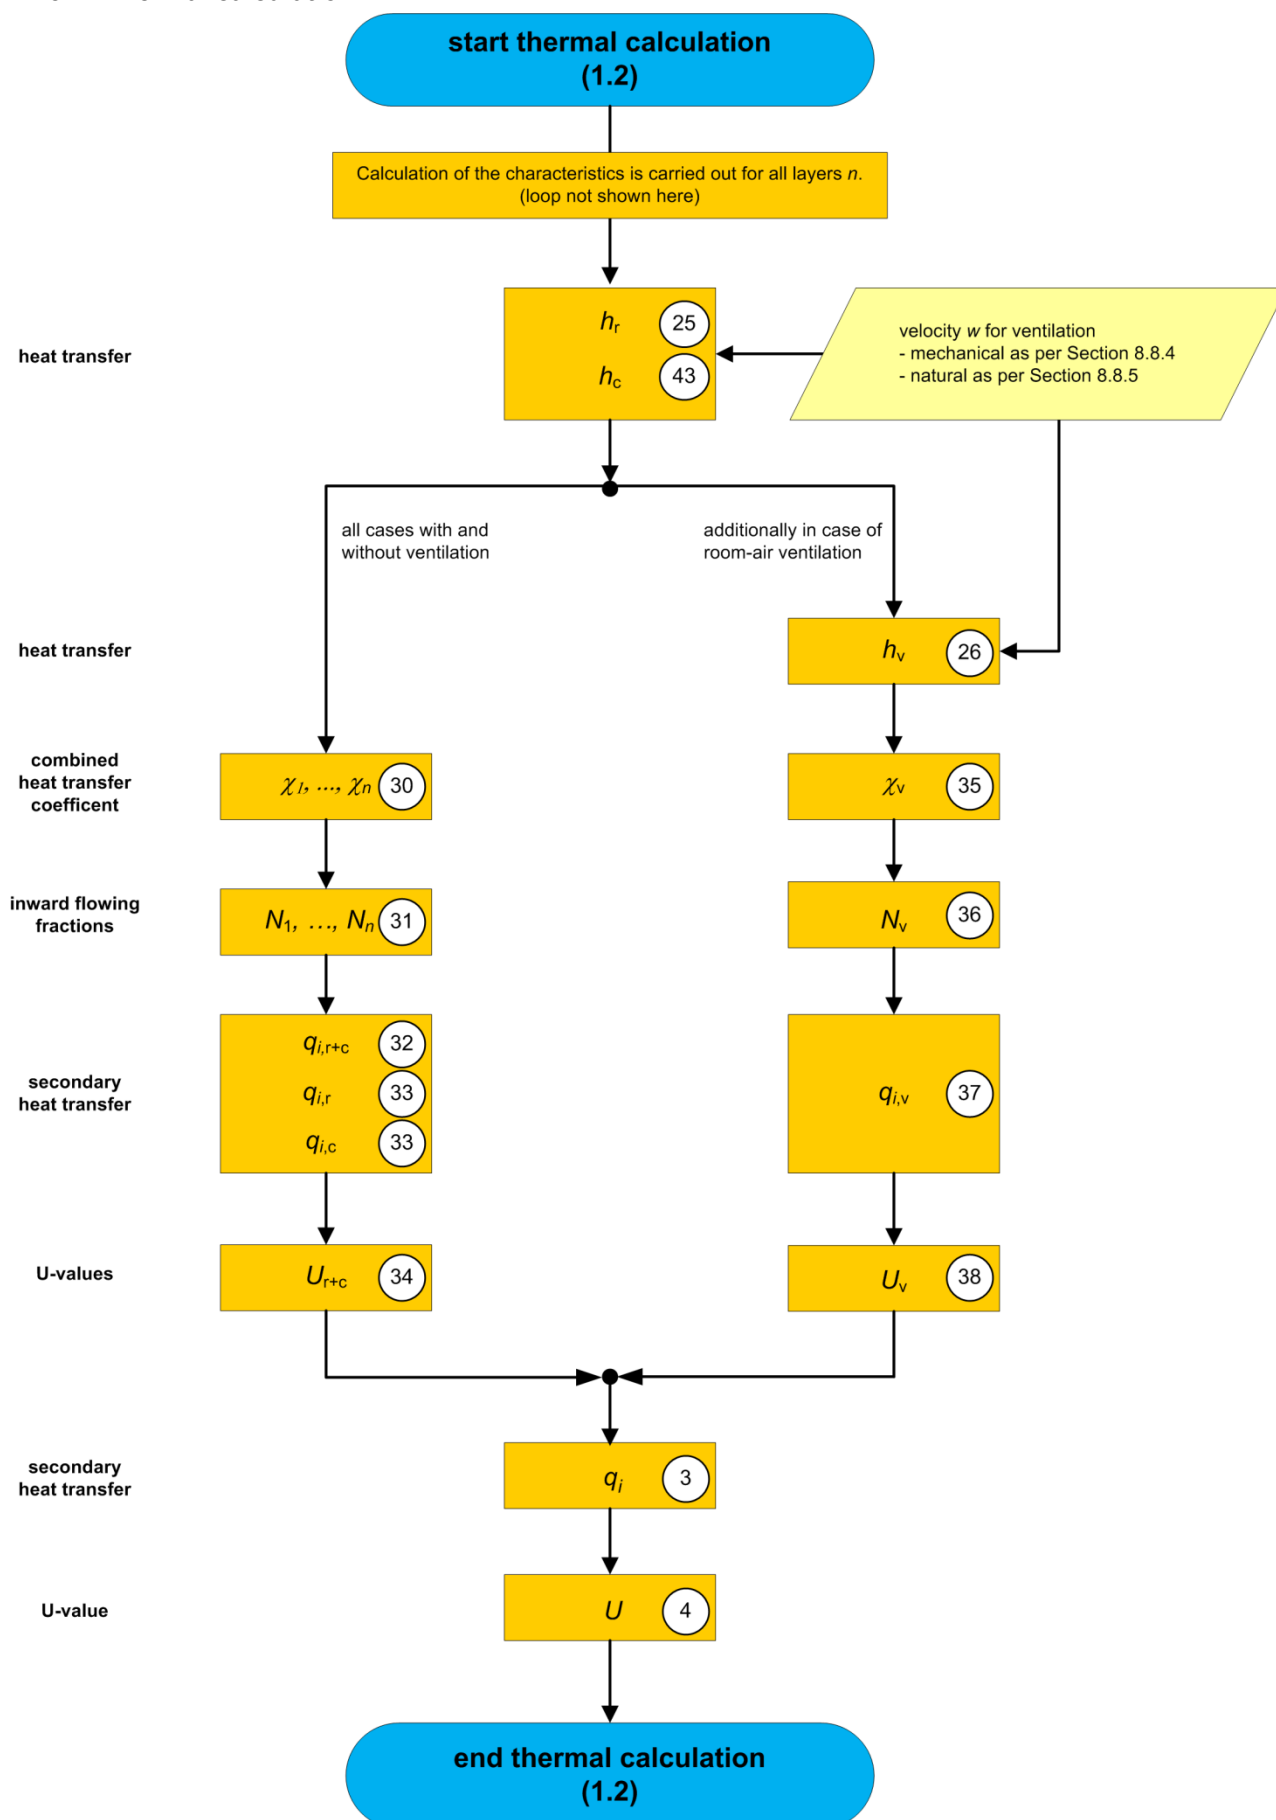 start thermal calculation
(1.2)
Calculation of the characteristics is carried out for all layers n.
(loop not shown here)
heat transfer
hr 25
hc 43
velocity w for ventilation
- mechanical as per Section 8.8.4
- natural as per Section 8.8.5
all cases with and
without ventilation
additionally in case of
room-air ventilation
heat transfer
hv 26
combined
heat transfer
coefficent
χ1, ..., χn 30
χv 35
inward flowing
fractions
N1, ..., Nn 31
Nv 36
secondary
heat transfer
qi,r+c 32
qi,r 33
qi,c 33
qi,v 37
U-values
Ur+c 34
Uv 38
secondary
heat transfer
qi 3
U-value
U 4
end thermal calculation
(1.2)